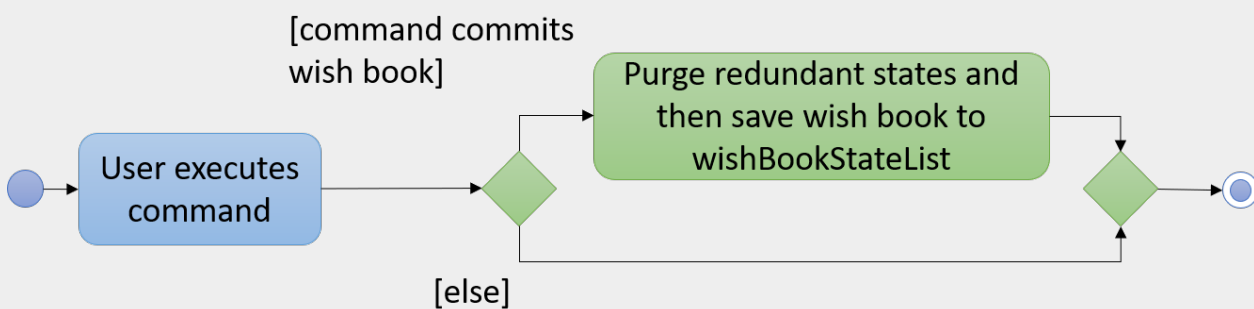 [command commits
wish book]
Purge redundant states and
then save wish book to
wishBookStateList
User executes
command
[else]